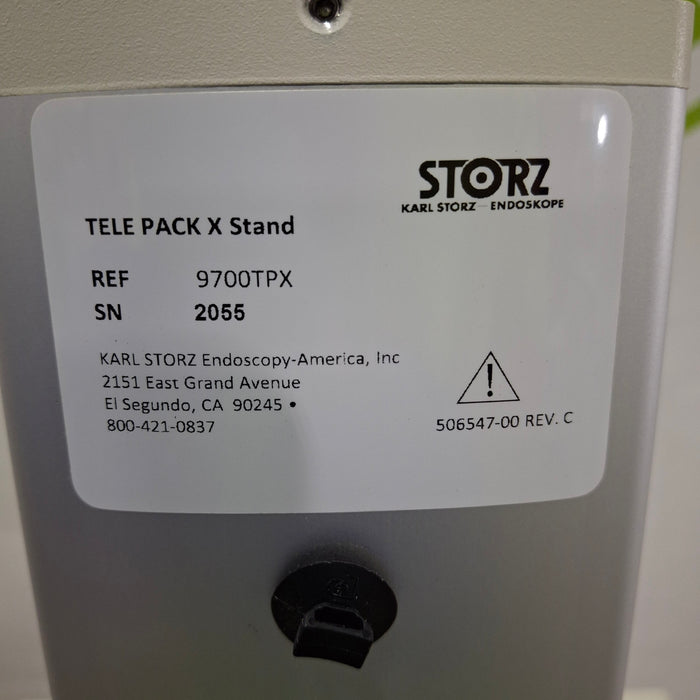 STORZ
KARL STORZ — ENDOSKOPE
TELE PACK X Stand
REF 9700TPX
SN 2055
KARL STORZ Endoscopy-America, Inc
2151 East Grand Avenue
El Segundo, CA 90245 •
800-421-0837
!
506547-00 REV. C